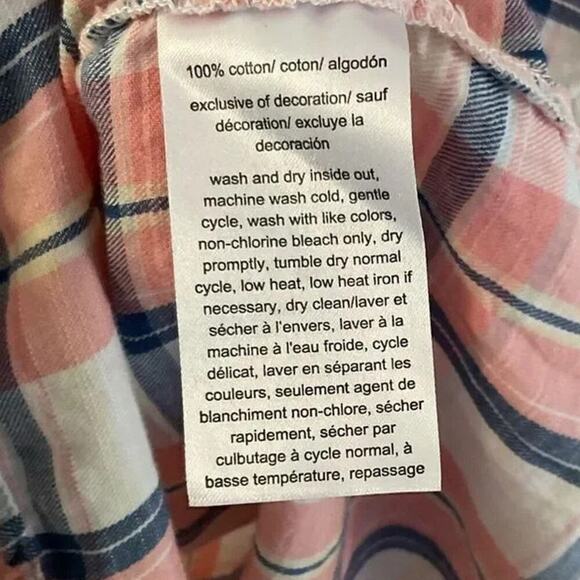 100% cotton/ coton/ algodón
exclusive of decoration/ sauf
décoration/ excluye la
decoración
wash and dry inside out,
machine wash cold, gentle
cycle, wash with like colors,
non-chlorine bleach only, dry
promptly, tumble dry normal
cycle, low heat, low heat iron if
necessary, dry clean/laver et
sécher à l'envers, laver à la
machine à l'eau froide, cycle
délicat, laver en séparant les
couleurs, seulement agent de
blanchiment non-chlore, sécher
rapidement, sécher par
culbutage à cycle normal, à
basse température, repassage